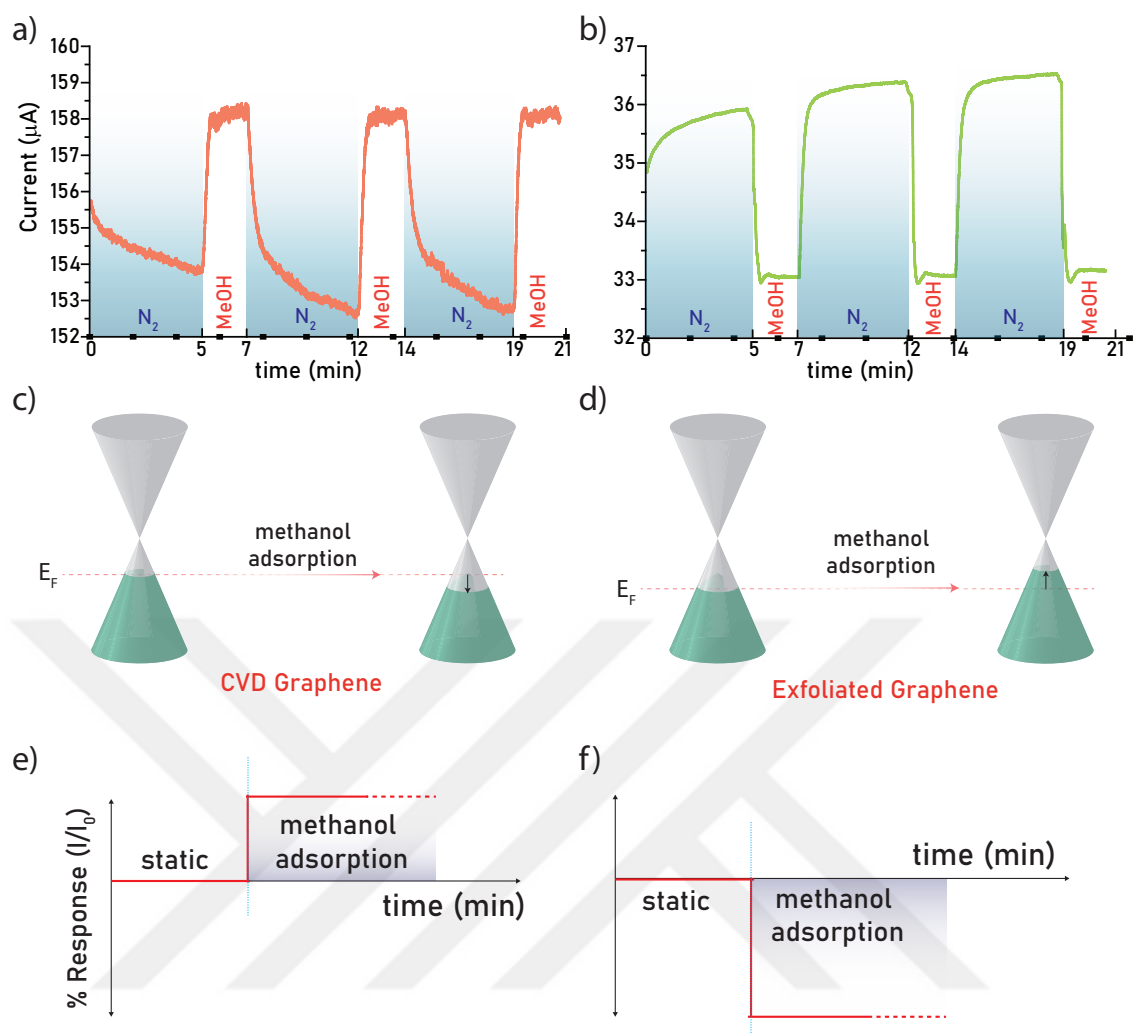 a)
160
159
158
157
156
155
154
153
152
Current (µA)
N2
MeOH
N2
MeOH
N2
MeOH
0
5
7
12
14
19
21
time (min)
b)
37
36
35
34
33
32
N2
MeOH
N2
MeOH
N2
MeOH
0
5
7
12
14
19
21
time (min)
c)
methanol
adsorption
EF
CVD Graphene
d)
methanol
adsorption
EF
Exfoliated Graphene
e)
% Response (I/I0)
static
methanol
adsorption
time (min)
f)
time (min)
static
methanol
adsorption